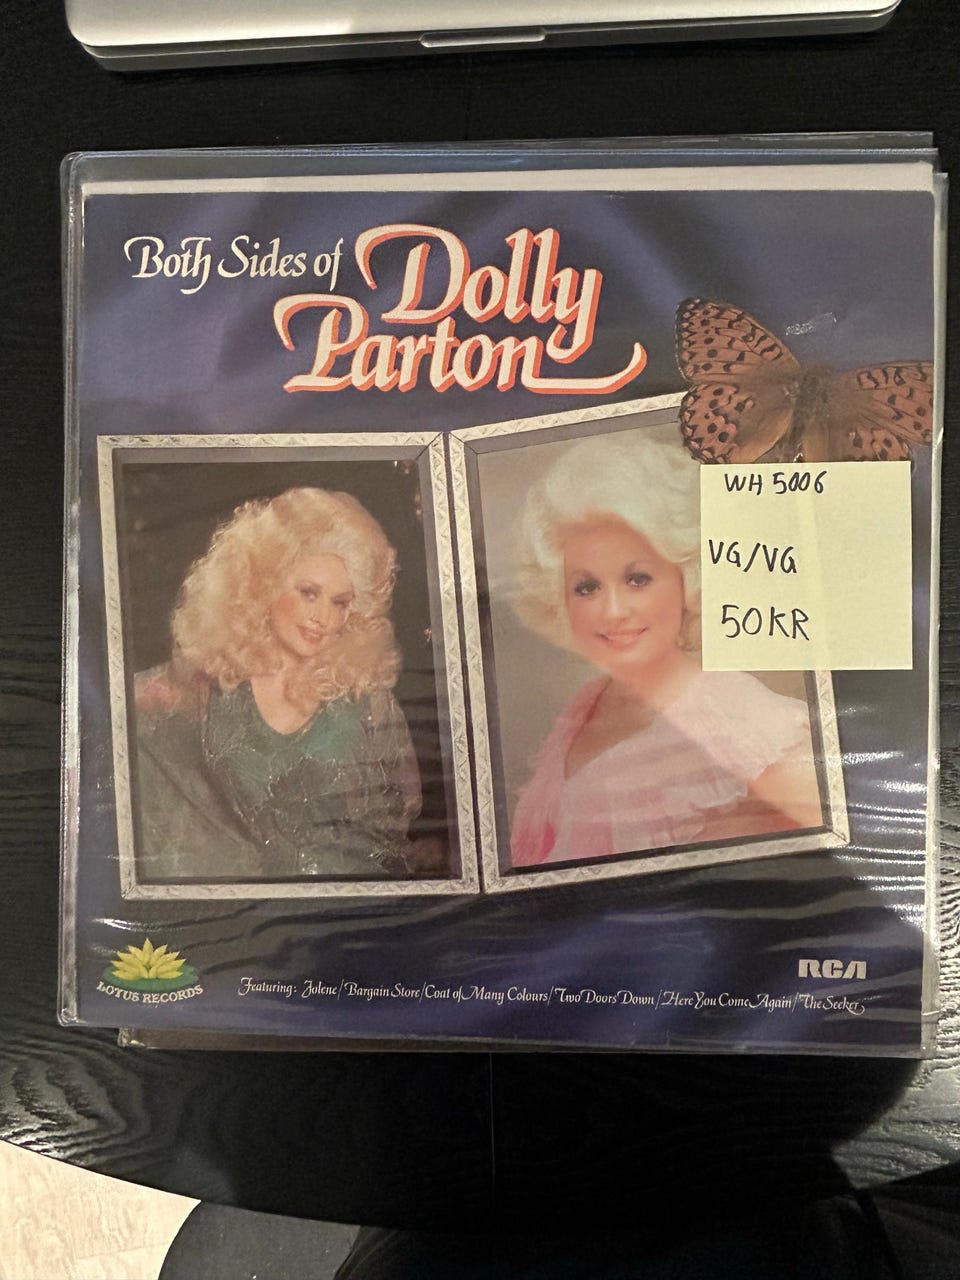 Both Sides of Dolly
Parton
WH 5006
VG/VG
50KR
RCA
LOTUS RECORDS
Featuring: Jolene/Bargain Store/Coat of Many Colours/Two Doors Down/Here You Come Again/The Seeker